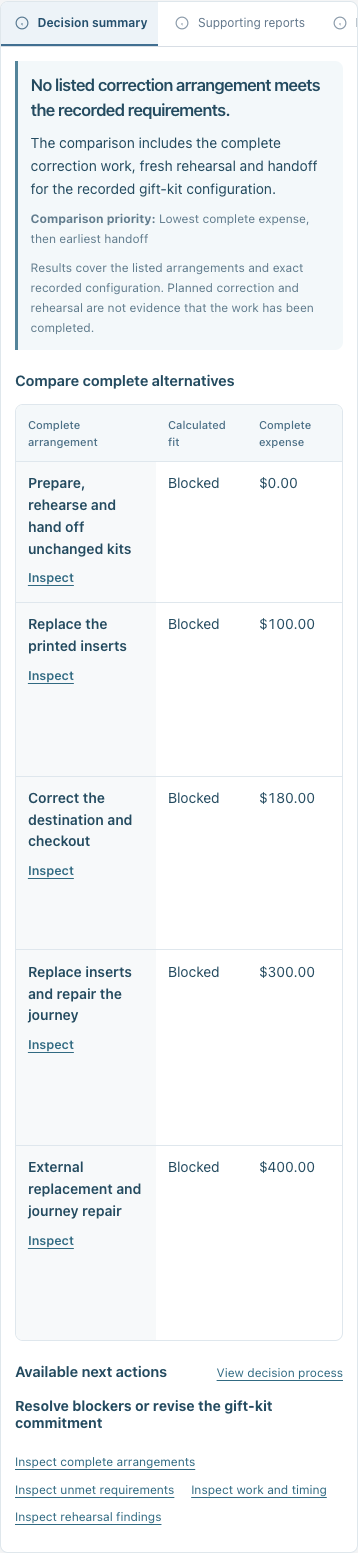 Decision summary
Supporting reports
No listed correction arrangement meets
the recorded requirements.
The comparison includes the complete
correction work, fresh rehearsal and handoff
for the recorded gift-kit configuration.
Comparison priority: Lowest complete expense,
then earliest handoff
Results cover the listed arrangements and exact
recorded configuration. Planned correction and
rehearsal are not evidence that the work has been
completed.
Compare complete alternatives
Complete
arrangement
Calculated
fit
Complete
expense
Prepare,
rehearse and
hand off
unchanged kits
Inspect
Blocked
$0.00
Replace the
printed inserts
Inspect
Blocked
$100.00
Correct the
destination and
checkout
Inspect
Blocked
$180.00
Replace inserts
and repair the
journey
Inspect
Blocked
$300.00
External
replacement and
journey repair
Inspect
Blocked
$400.00
Available next actions
View decision process
Resolve blockers or revise the gift-kit
commitment
Inspect complete arrangements
Inspect unmet requirements
Inspect work and timing
Inspect rehearsal findings